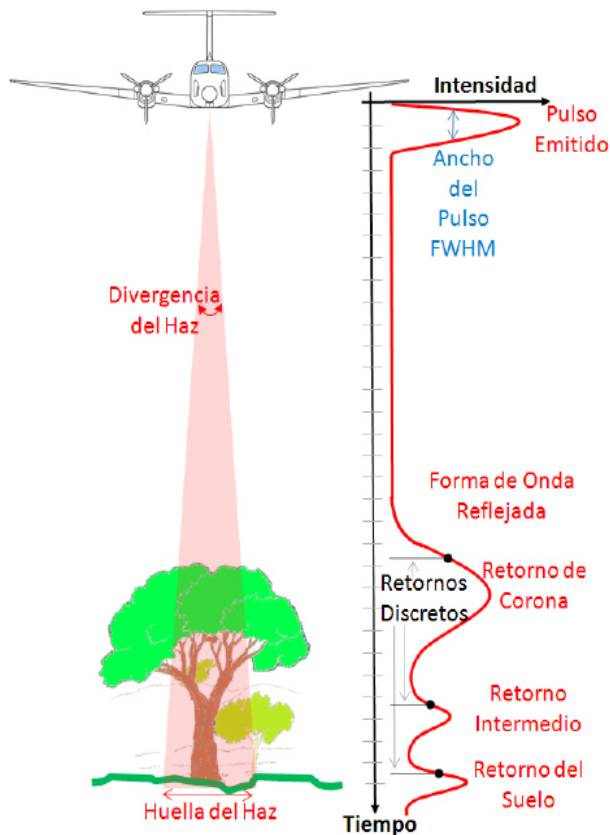 Intensidad
Pulso
Emitido
Ancho
del
Pulso
FWHM
Divergencia
del Haz
Forma de Onda
Reflejada
Retornos
Discretos
Retorno de
Corona
Retorno
Intermedio
Retorno del
Suelo
Huella del Haz
Tiempo